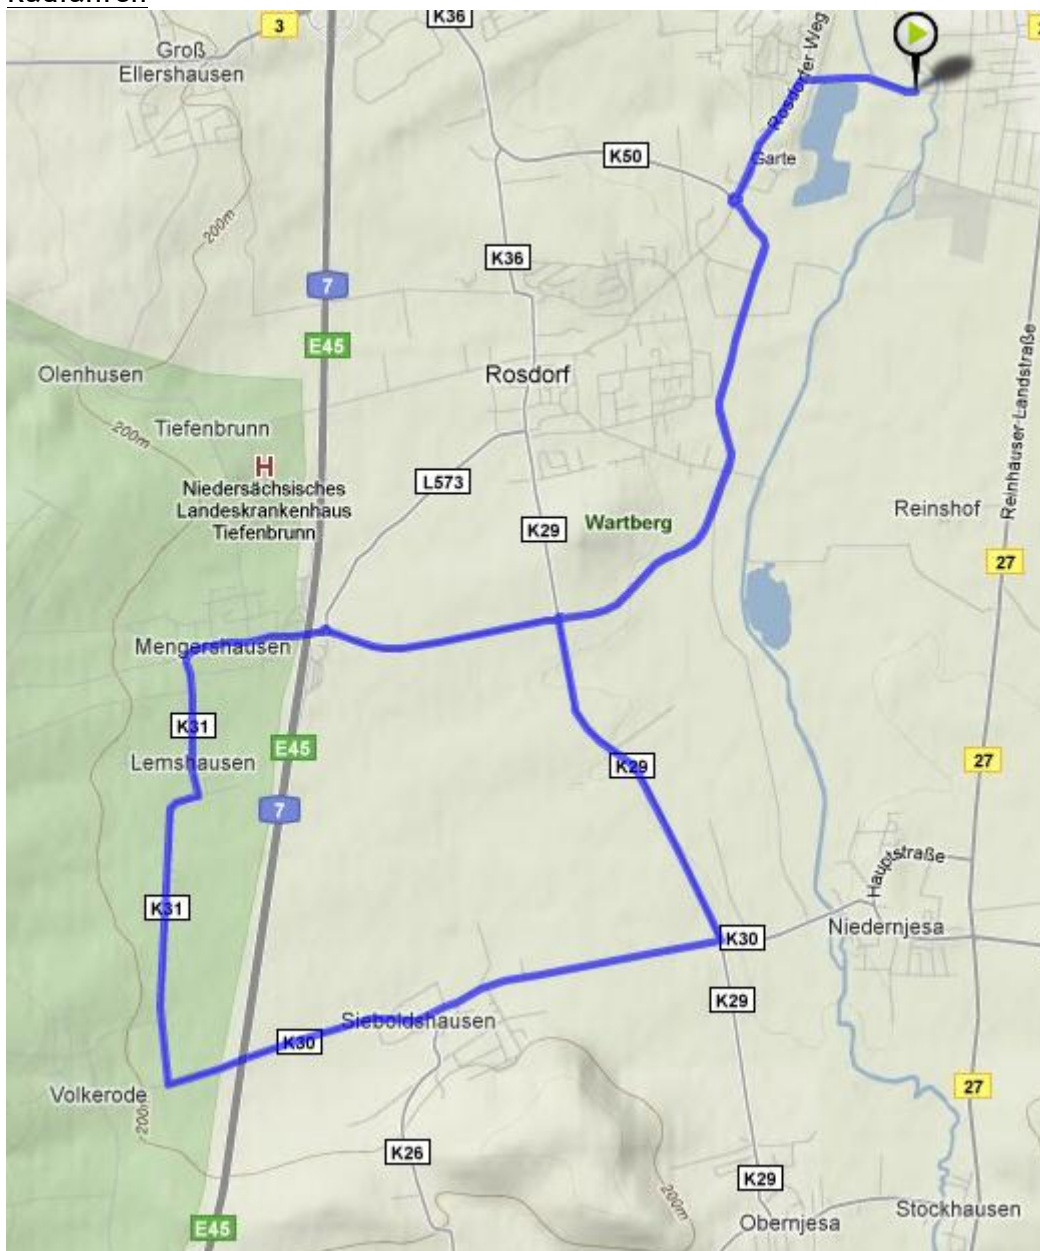 Radfahren
K36
3
Groß
Ellershausen
Rosdorfer Weg
K50
Garte
200m
K36
7
E45
Reinhäuser Landstraße
Olenhusen
Rosdorf
200m
Tiefenbrunn
H
Niedersächsisches
Landeskrankenhaus
Tiefenbrunn
L573
K29
Wartberg
Reinshof
27
Mengershausen
K31
Lemshausen
E45
K29
27
7
Hauptstraße
K31
K30
Niedernjesa
K29
Sieboldshausen
K30
Volkerode
200m
27
K26
K29
200m
Stockhausen
Obernjesa
E45